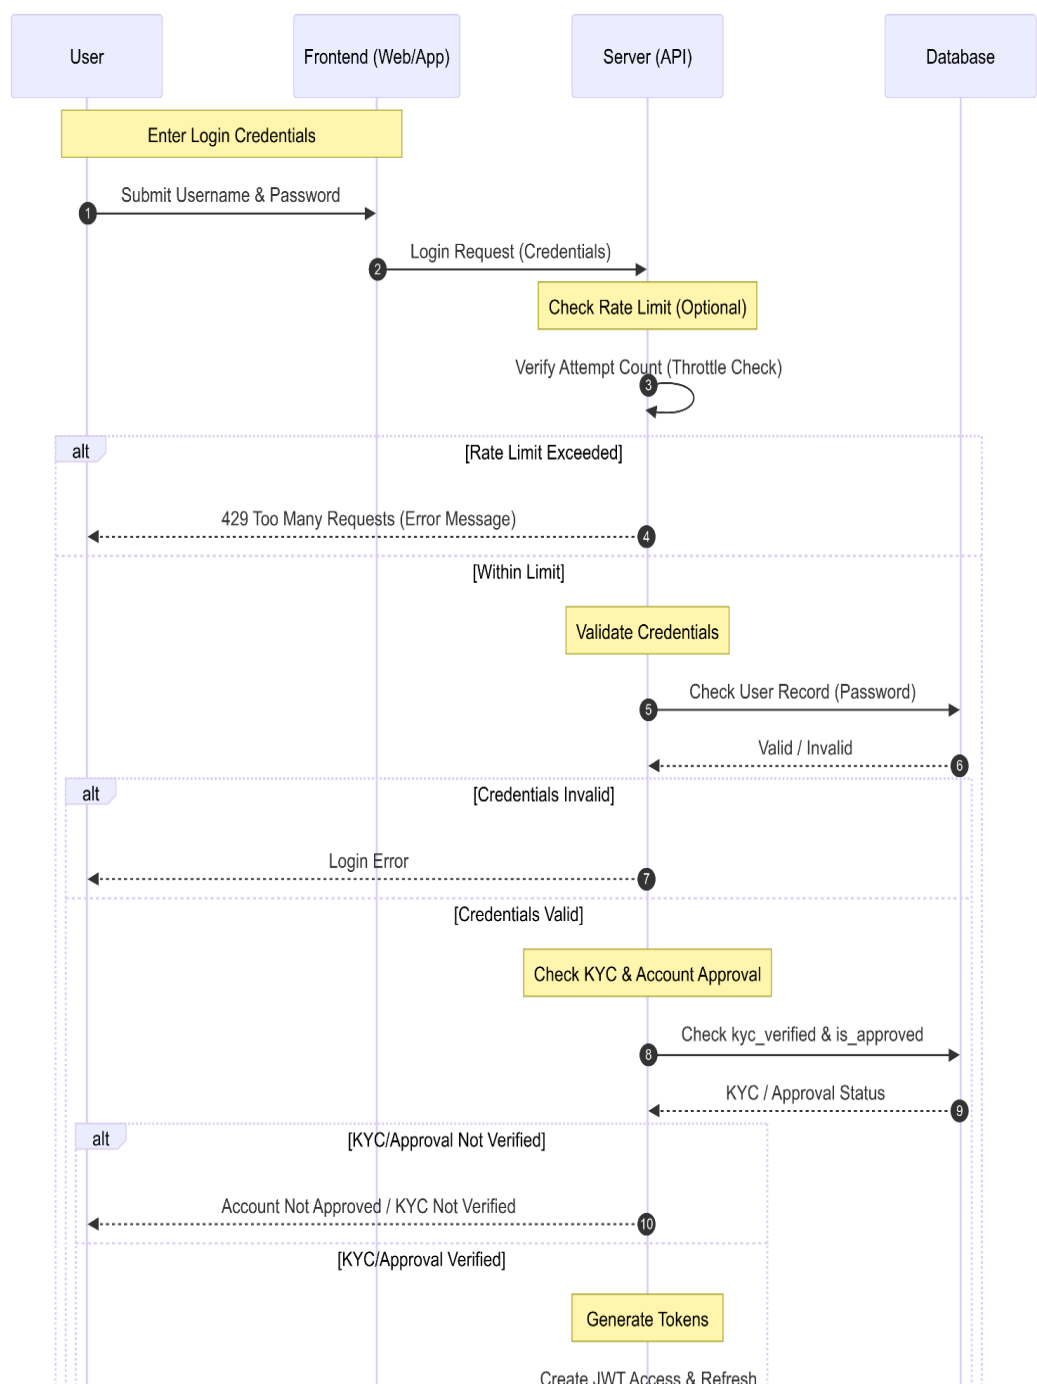 User
Frontend (Web/App)
Server (API)
Database
Enter Login Credentials
Submit Username & Password
1
Login Request (Credentials)
2
Check Rate Limit (Optional)
Verify Attempt Count (Throttle Check)
3
alt
[Rate Limit Exceeded]
429 Too Many Requests (Error Message)
4
[Within Limit]
Validate Credentials
Check User Record (Password)
5
Valid / Invalid
6
alt
[Credentials Invalid]
Login Error
7
[Credentials Valid]
Check KYC & Account Approval
Check kyc_verified & is_approved
8
KYC / Approval Status
9
alt
[KYC/Approval Not Verified]
Account Not Approved / KYC Not Verified
10
[KYC/Approval Verified]
Generate Tokens
Create JWT Access & Refresh